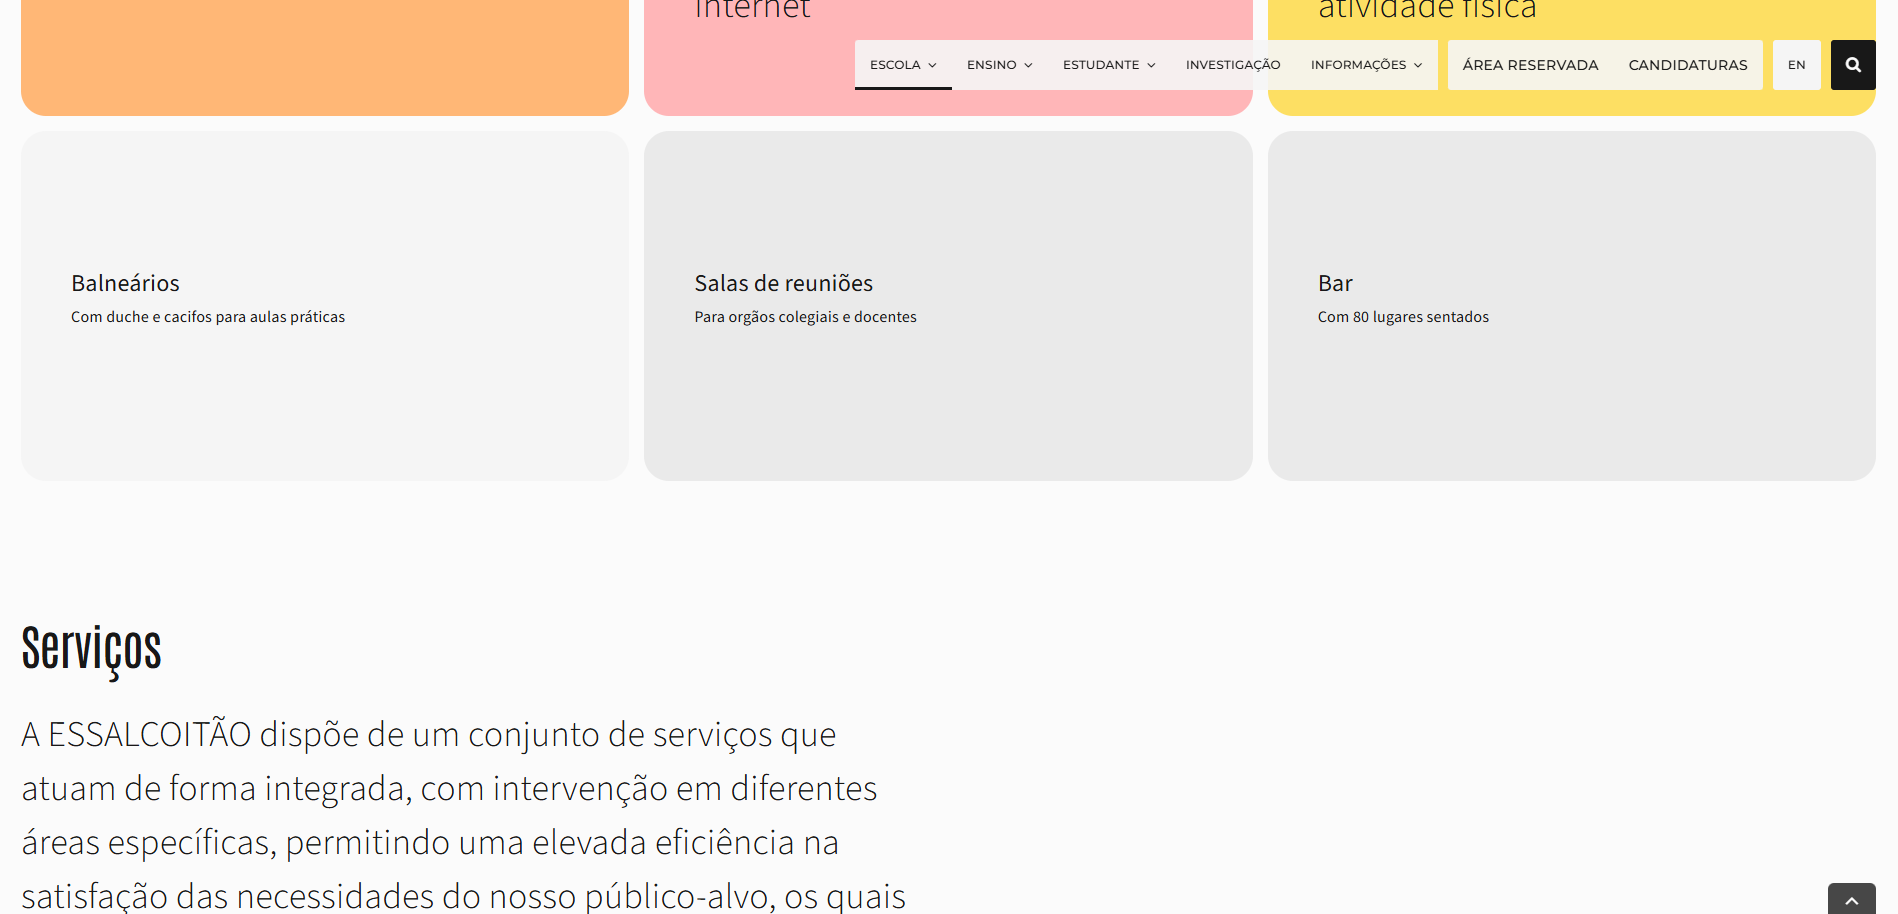 internet
atividade física
ESCOLA ENSINO ESTUDANTE INVESTIGAÇÃO INFORMAÇÕES ÁREA RESERVADA CANDIDATURAS EN
Balneários
Com duche e cacifos para aulas práticas
Salas de reuniões
Para orgãos colegiais e docentes
Bar
Com 80 lugares sentados
Serviços
A ESSALCOITÃO dispõe de um conjunto de serviços que
atuam de forma integrada, com intervenção em diferentes
áreas específicas, permitindo uma elevada eficiência na
satisfação das necessidades do nosso público-alvo, os quais